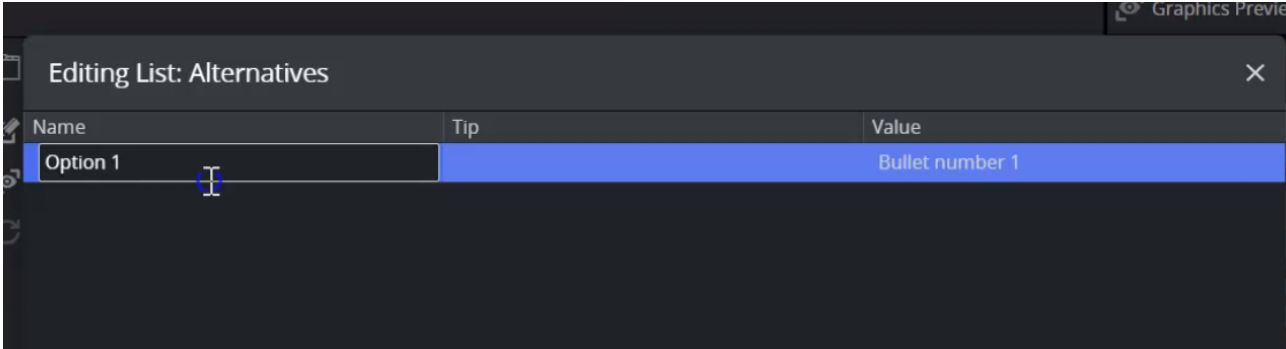 Graphics Previe
Editing List: Alternatives
Name Tip Value
Option 1 Bullet number 1